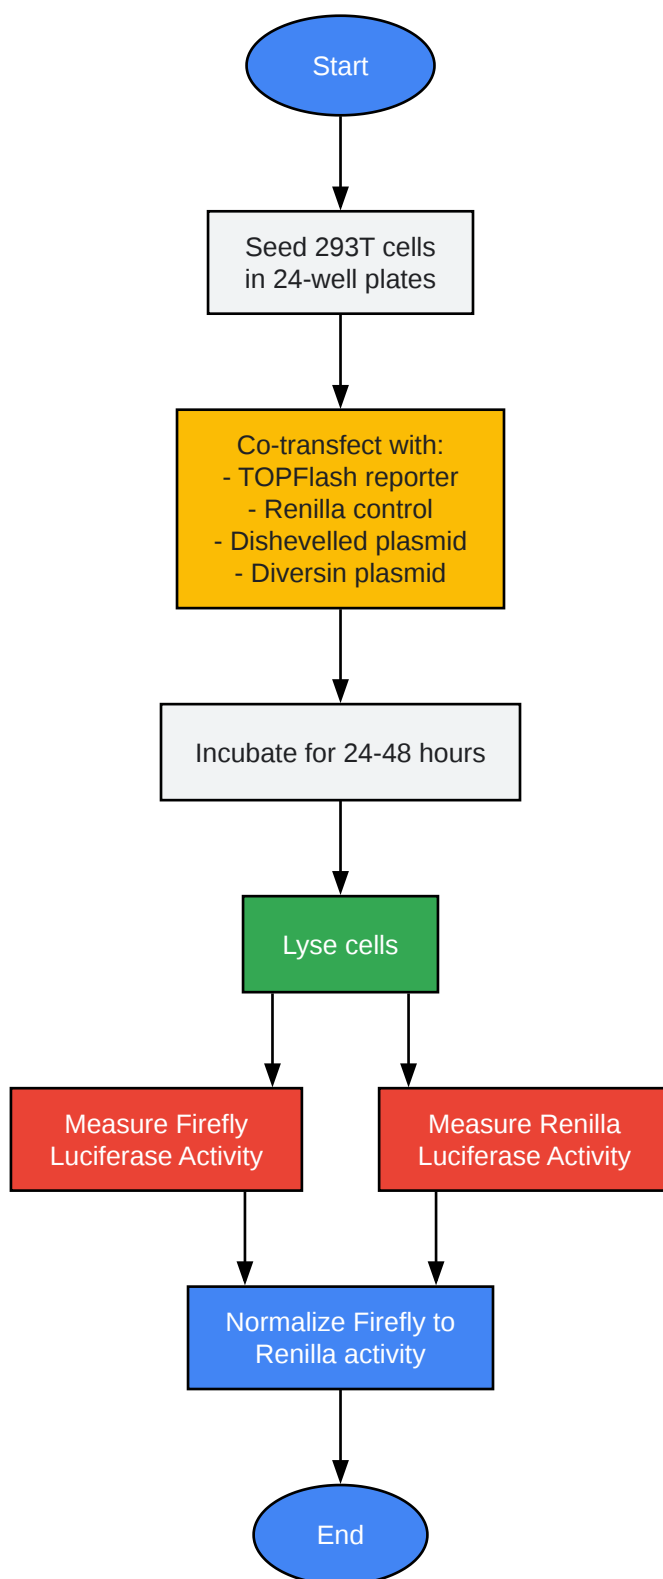 Start
Seed 293T cells
in 24-well plates
Co-transfect with:
- TOPFlash reporter
- Renilla control
- Dishevelled plasmid
- Diversin plasmid
Incubate for 24-48 hours
Lyse cells
Measure Firefly
Luciferase Activity
Measure Renilla
Luciferase Activity
Normalize Firefly to
Renilla activity
End